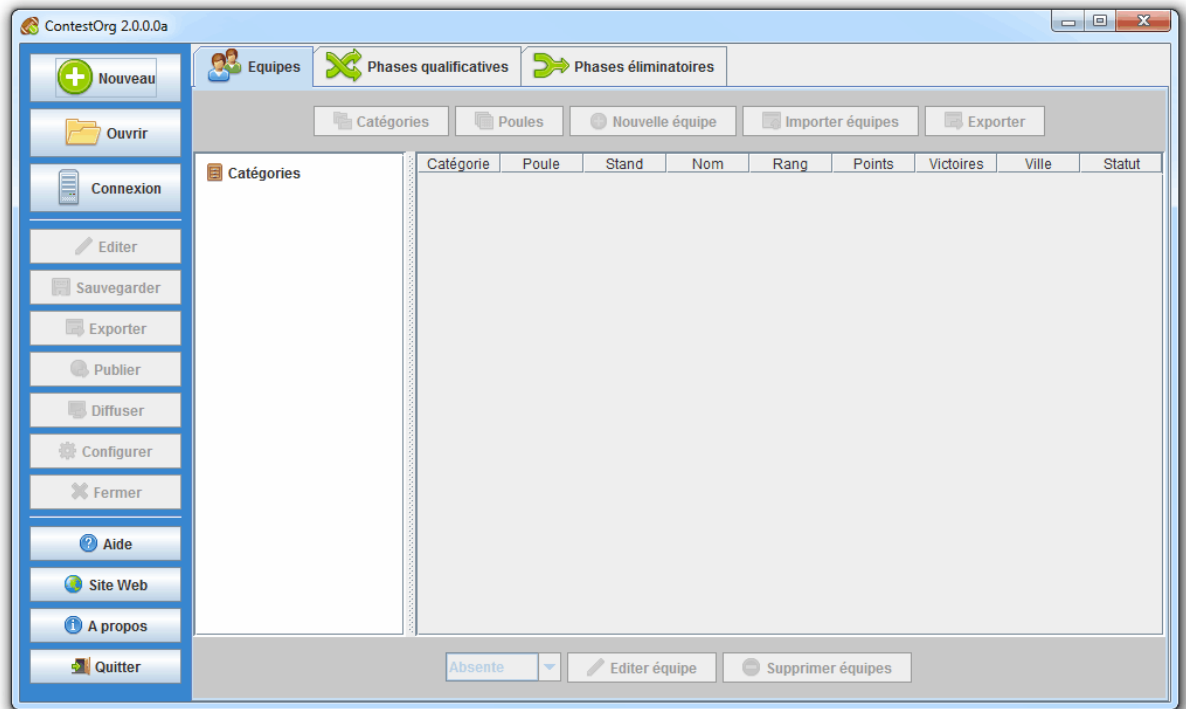 ContestOrg 2.0.0.0a
Nouveau
Ouvrir
Connexion
Editer
Sauvegarder
Exporter
Publier
Diffuser
Configurer
Fermer
Aide
Site Web
A propos
Quitter
Equipes Phases qualificatives Phases éliminatoires
Catégories Poules Nouvelle équipe Importer équipes Exporter
Catégories
Catégorie Poule Stand Nom Rang Points Victoires Ville Statut
Absente Editer équipe Supprimer équipes